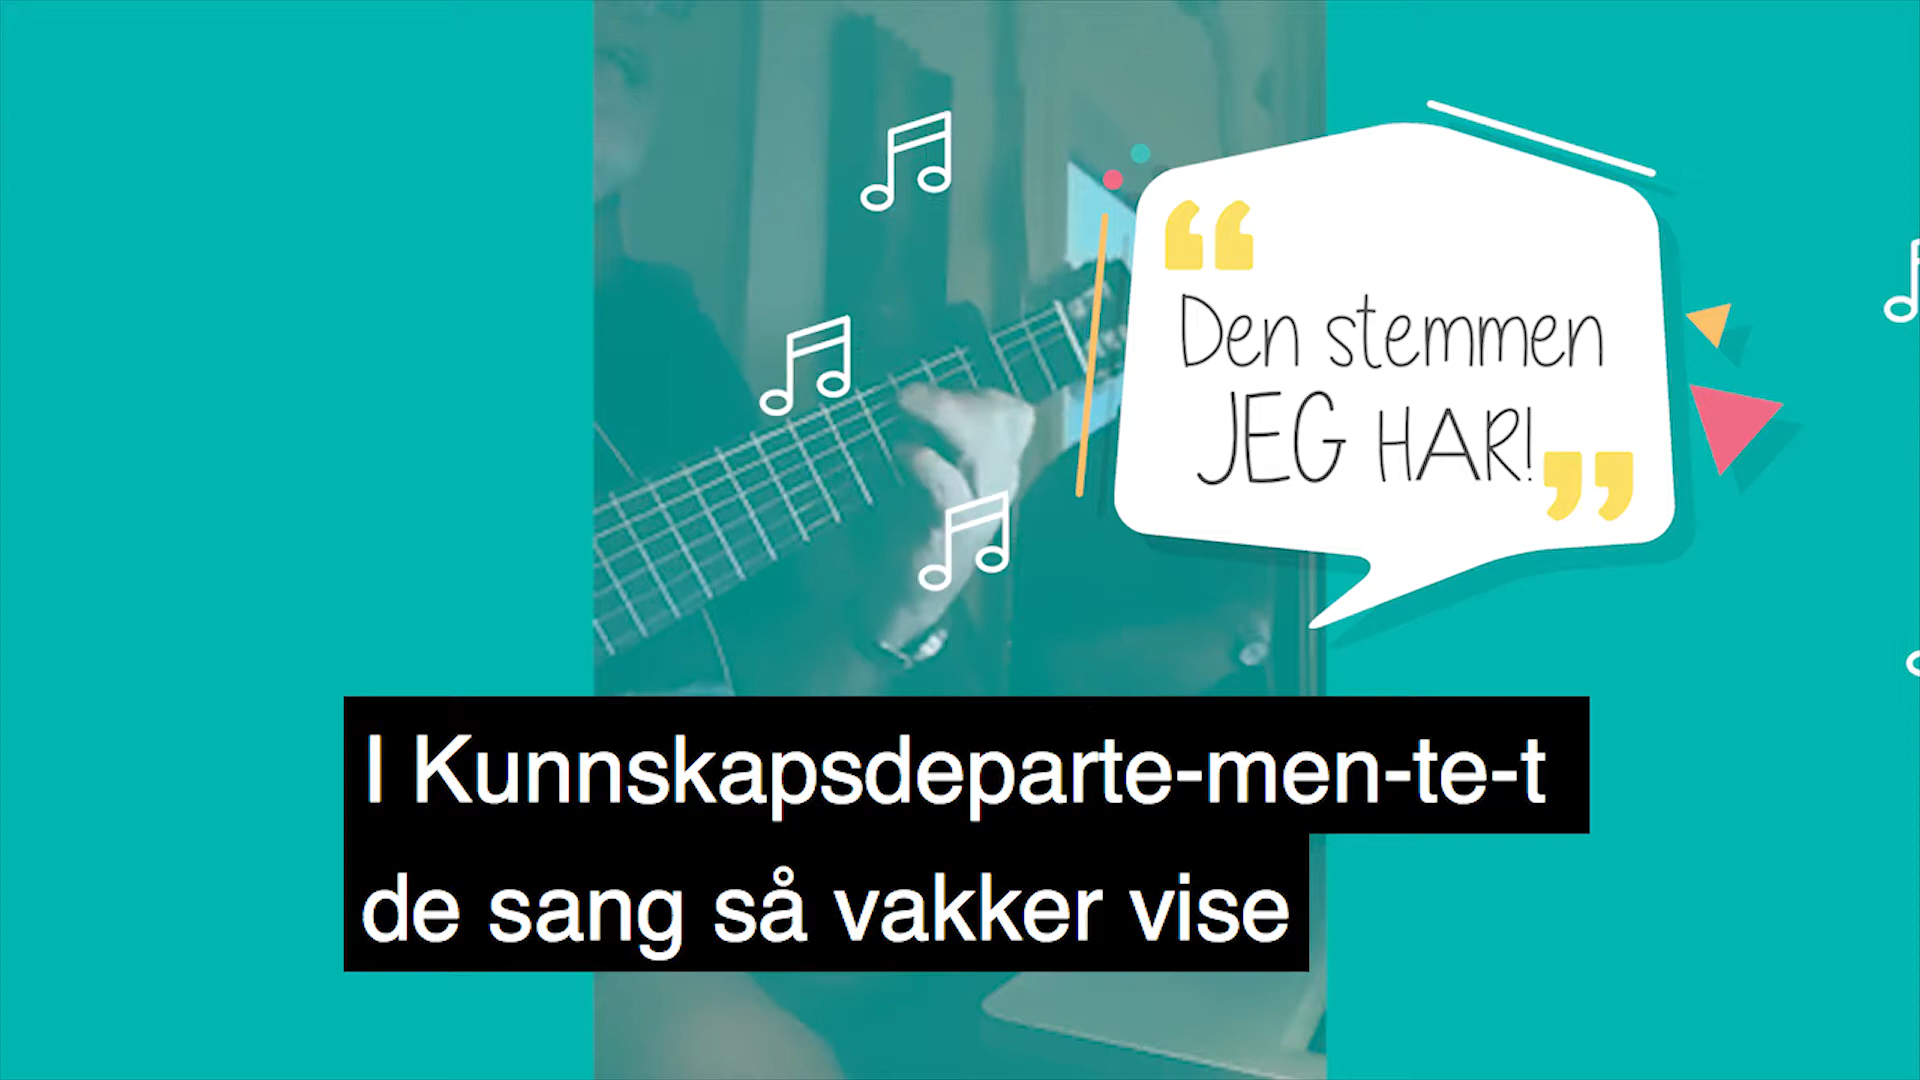 “Den stemmen
JEG HAR!”
I Kunnskapsdeparte-men-te-t
de sang så vakker vise